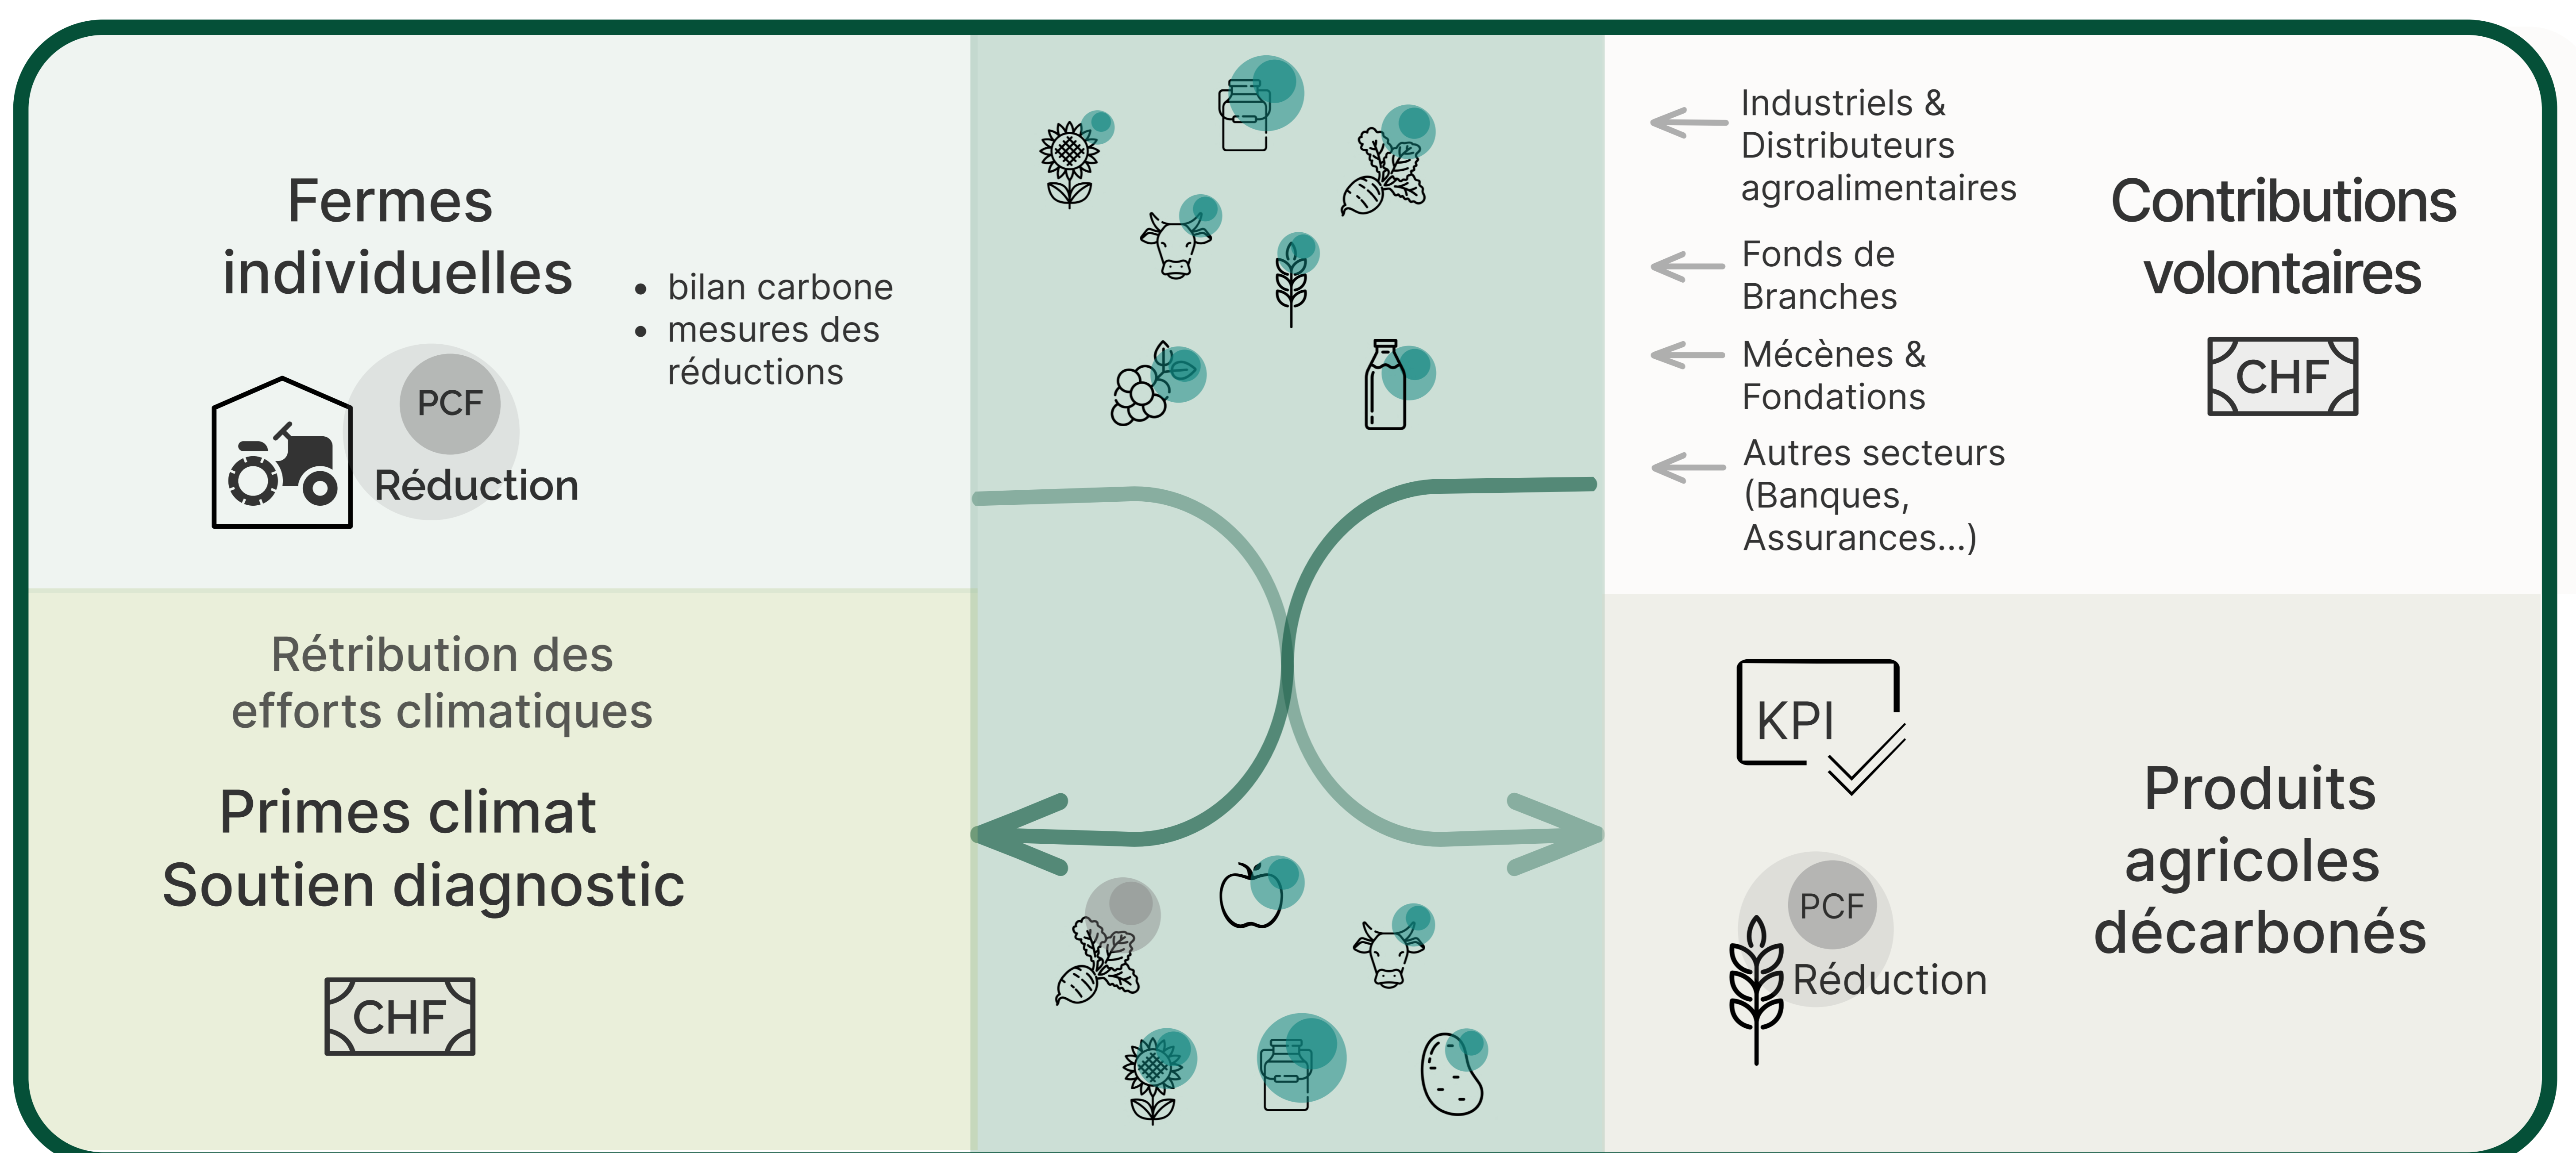 Fermes
individuelles
• bilan carbone
• mesures des
réductions
PCF
Réduction
Industriels &
Distributeurs
agroalimentaires
Fonds de
Branches
Mécènes &
Fondations
Autres secteurs
(Banques,
Assurances...)
Contributions
volontaires
CHF
Rétribution des
efforts climatiques
Primes climat
Soutien diagnostic
CHF
KPI
PCF
Réduction
Produits
agricoles
décarbonés